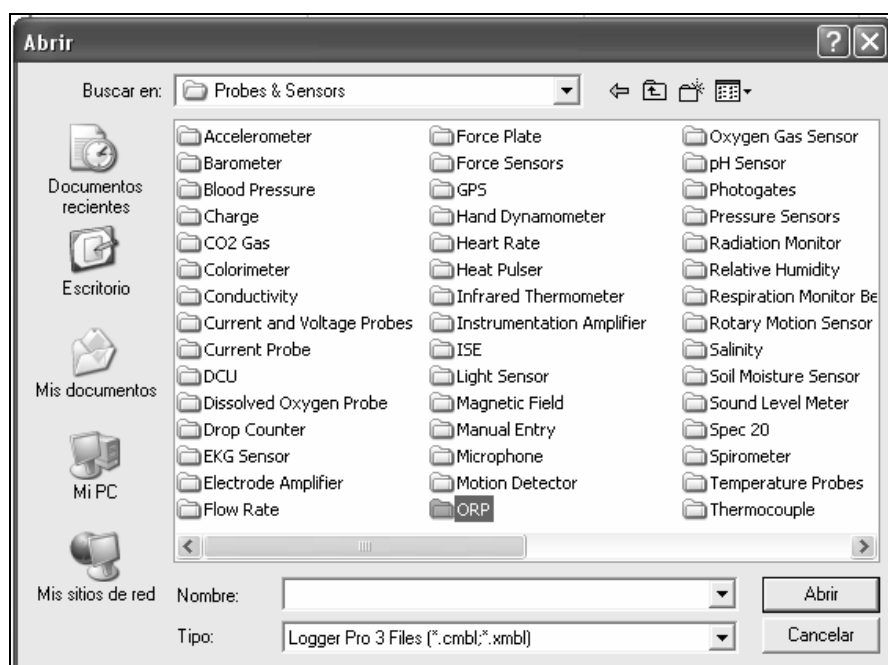 Abrir
Buscar en: Probes & Sensors
Documentos recientes
Escritorio
Mis documentos
Mi PC
Mis sitios de red
Accelerometer
Barometer
Blood Pressure
Charge
CO2 Gas
Colorimeter
Conductivity
Current and Voltage Probes
Current Probe
DCU
Dissolved Oxygen Probe
Drop Counter
EKG Sensor
Electrode Amplifier
Flow Rate
Force Plate
Force Sensors
GPS
Hand Dynamometer
Heart Rate
Heat Pulser
Infrared Thermometer
Instrumentation Amplifier
ISE
Light Sensor
Magnetic Field
Manual Entry
Microphone
Motion Detector
ORP
Oxygen Gas Sensor
pH Sensor
Photogates
Pressure Sensors
Radiation Monitor
Relative Humidity
Respiration Monitor Be
Rotary Motion Sensor
Salinity
Soil Moisture Sensor
Sound Level Meter
Spec 20
Spirometer
Temperature Probes
Thermocouple
Nombre:
Abrir
Tipo: Logger Pro 3 Files (*.cmbl;*.xmbl)
Cancelar